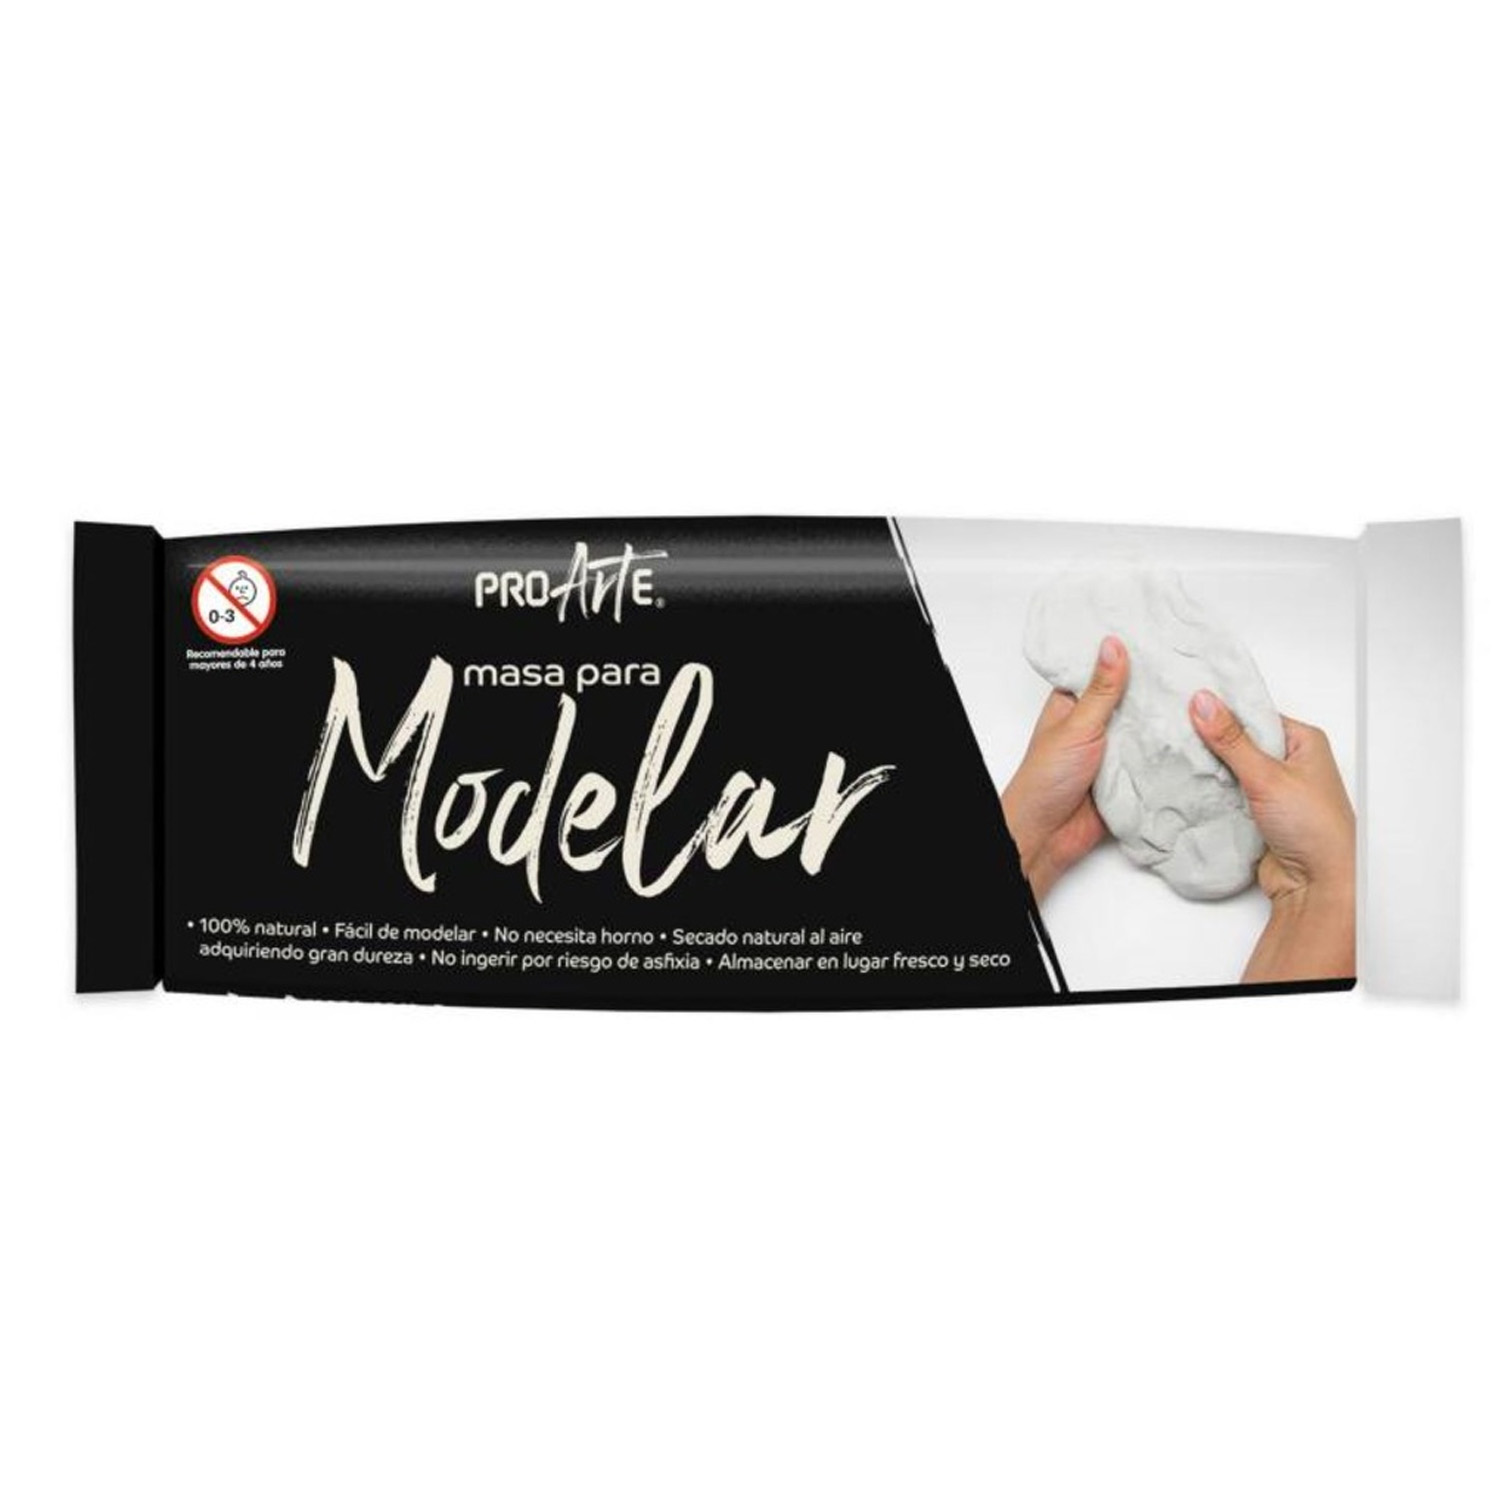 PROArtE®
0-3
Recomendable para
mayores de 4 años
masa para
Modelar
• 100% natural • Fácil de modelar • No necesita horno • Secado natural al aire
adquiriendo gran dureza • No ingerir por riesgo de asfixia • Almacenar en lugar fresco y seco